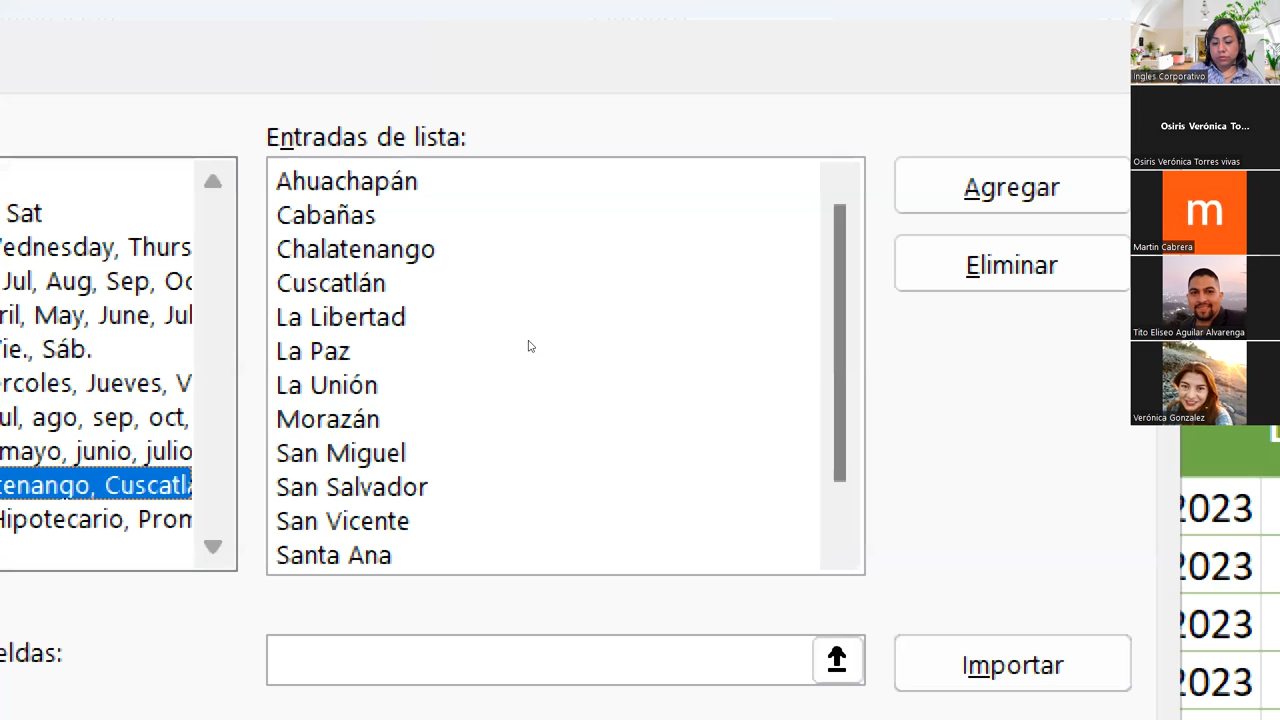 Entradas de lista:
Sat
Wednesday, Thurs
Jul, Aug, Sep, Oc
ril, May, June, Jul
ie., Sáb.
ércoles, Jueves, V
ul, ago, sep, oct,
mayo, junio, julio
tenango, Cuscatl
Hipotecario, Prom
Ahuachapán
Cabañas
Chalatenango
Cuscatlán
La Libertad
La Paz
La Unión
Morazán
San Miguel
San Salvador
San Vicente
Santa Ana
Agregar
Eliminar
eldas:
Importar
Ingles Corporativo
Osiris Verónica To...
Osiris Verónica Torres vivas
m
Martin Cabrera
Tito Eliseo Aguilar Alvarenga
Verónica Gonzalez
2023
2023
2023
2023